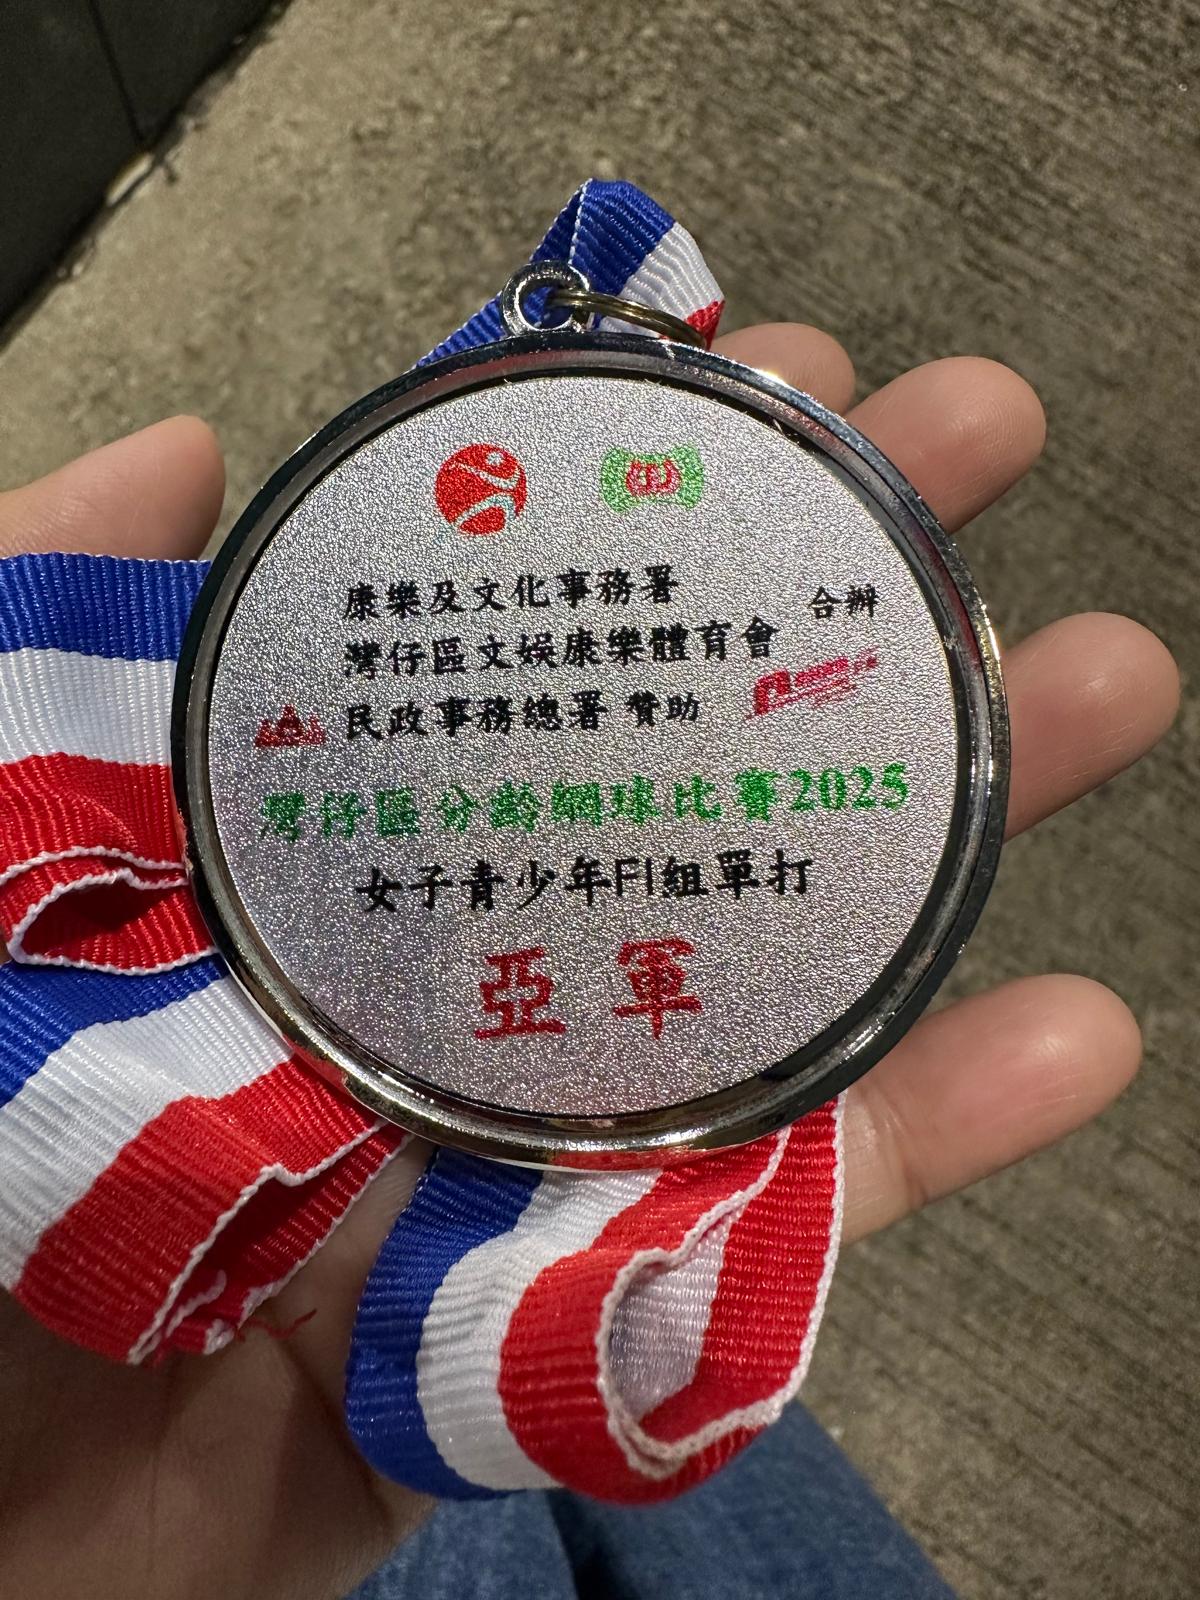 康樂及文化事務署
合辦
灣仔區文娛康樂體育會
民政事務總署 贊助
灣仔區分齡網球比賽2025
女子青少年FI組單打
亞軍